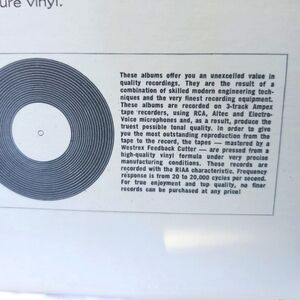 ure vinyl.
These albums offer you an unexcelled value in
quality recordings. They are the result of a
combination of skilled modern engineering tech-
niques and the very finest recording equipment.
These albums are recorded on 3-track Ampex
tape recorders, using RCA, Altec and Electro-
Voice microphones and, as a result, produce the
truest possible tonal quality. In order to give
you the most outstanding reproduction from the
tape to the record, the tapes — mastered by a
Westrex Feedback Cutter — are pressed from a
high-quality vinyl formula under very precise
manufacturing conditions. These records are
recorded with the RIAA characteristic. Frequency
response is from 20 to 20,000 cycles per second.
For true enjoyment and top quality, no finer
records can be purchased at any price!